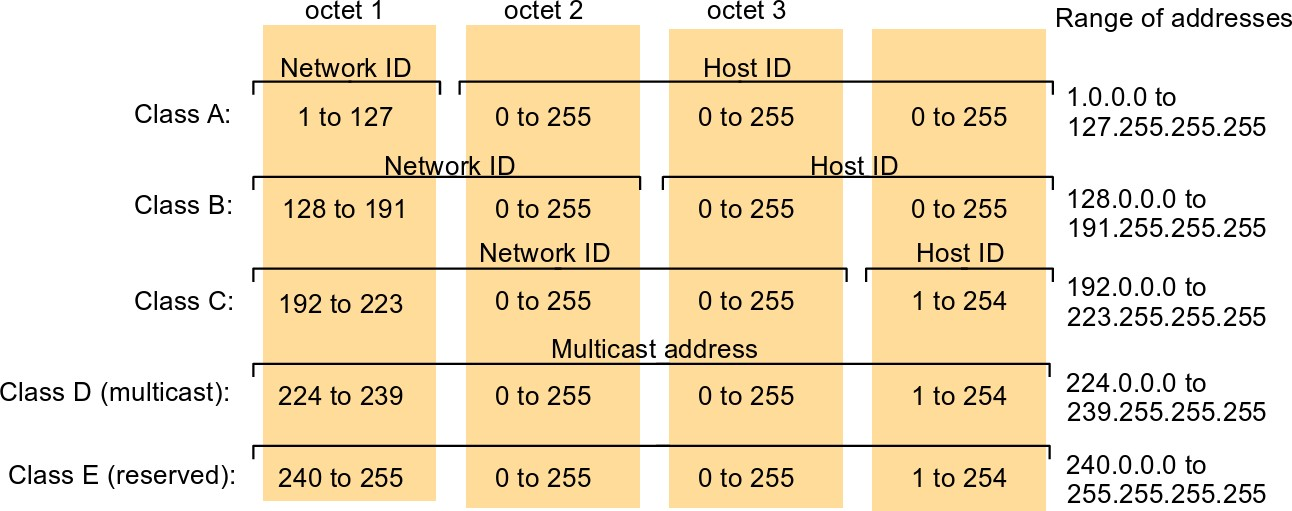 octet 1 octet 2 octet 3
Range of addresses
Network ID Host ID
Class A: 1 to 127 0 to 255 0 to 255 0 to 255 1.0.0.0 to
127.255.255.255
Network ID Host ID
Class B: 128 to 191 0 to 255 0 to 255 0 to 255 128.0.0.0 to
191.255.255.255
Network ID Host ID
Class C: 192 to 223 0 to 255 0 to 255 1 to 254 192.0.0.0 to
223.255.255.255
Multicast address
Class D (multicast): 224 to 239 0 to 255 0 to 255 1 to 254 224.0.0.0 to
239.255.255.255
Class E (reserved): 240 to 255 0 to 255 0 to 255 1 to 254 240.0.0.0 to
255.255.255.255